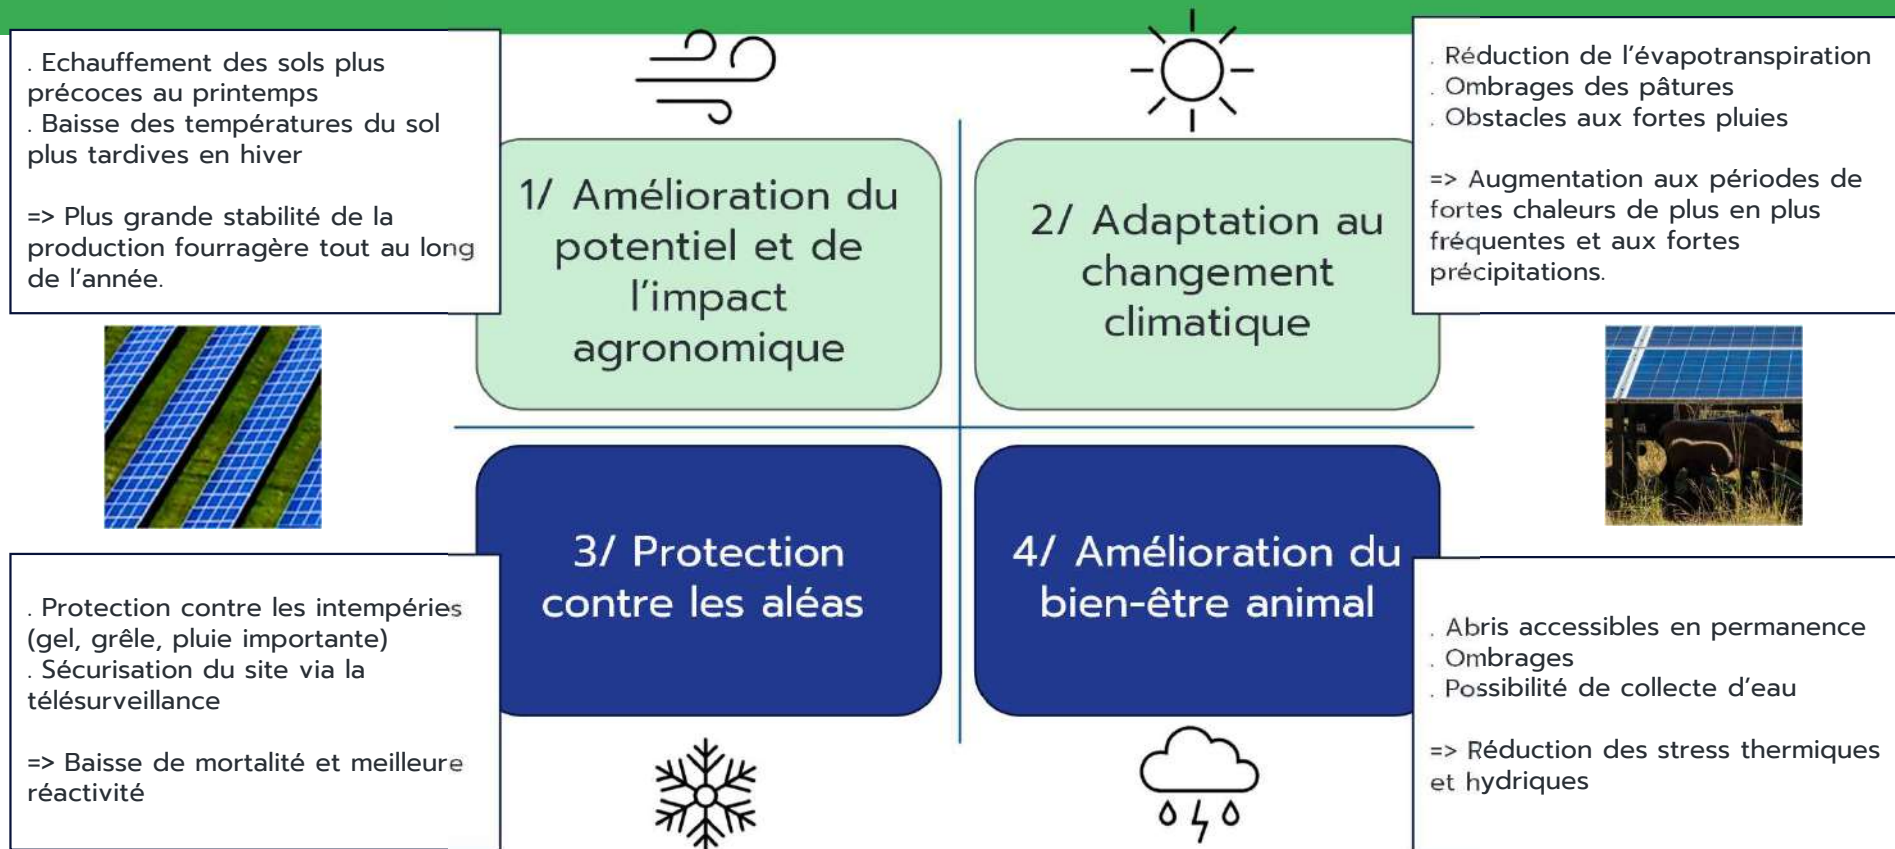 . Echauffement des sols plus
précoces au printemps
. Baisse des températures du sol
plus tardives en hiver
=> Plus grande stabilité de la
production fourragère tout au long
de l’année.
1/ Amélioration du
potentiel et de
l’impact
agronomique
2/ Adaptation au
changement
climatique
. Réduction de l’évapotranspiration
. Ombrages des pâtures
. Obstacles aux fortes pluies
=> Augmentation aux périodes de
fortes chaleurs de plus en plus
fréquentes et aux fortes
précipitations.
. Protection contre les intempéries
(gel, grêle, pluie importante)
. Sécurisation du site via la
télésurveillance
=> Baisse de mortalité et meilleure
réactivité
3/ Protection
contre les aléas
4/ Amélioration du
bien-être animal
. Abris accessibles en permanence
. Ombrages
. Possibilité de collecte d’eau
=> Réduction des stress thermiques
et hydriques